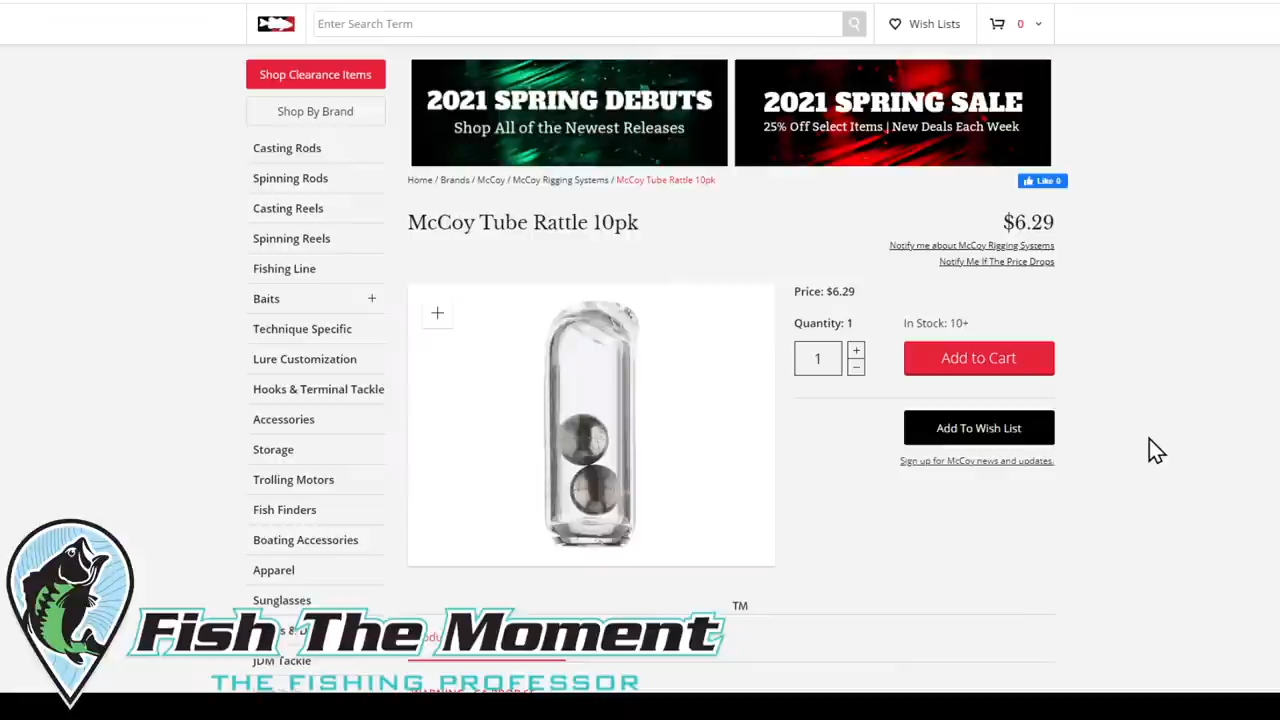 Enter Search Term
Wish Lists
0
Shop Clearance Items
Shop By Brand
Casting Rods
Spinning Rods
Casting Reels
Spinning Reels
Fishing Line
Baits
Technique Specific
Lure Customization
Hooks & Terminal Tackle
Accessories
Storage
Trolling Motors
Fish Finders
Boating Accessories
Apparel
Sunglasses
JDM Tackle
2021 SPRING DEBUTS
Shop All of the Newest Releases
2021 SPRING SALE
25% Off Select Items | New Deals Each Week
Home / Brands / McCoy / McCoy Rigging Systems / McCoy Tube Rattle 10pk
Like 0
McCoy Tube Rattle 10pk
$6.29
Notify me about McCoy Rigging Systems
Notify Me If The Price Drops
Price: $6.29
Quantity: 1
In Stock: 10+
1
Add to Cart
Add To Wish List
Sign up for McCoy news and updates.
Fish The Moment TM
THE FISHING PROFESSOR